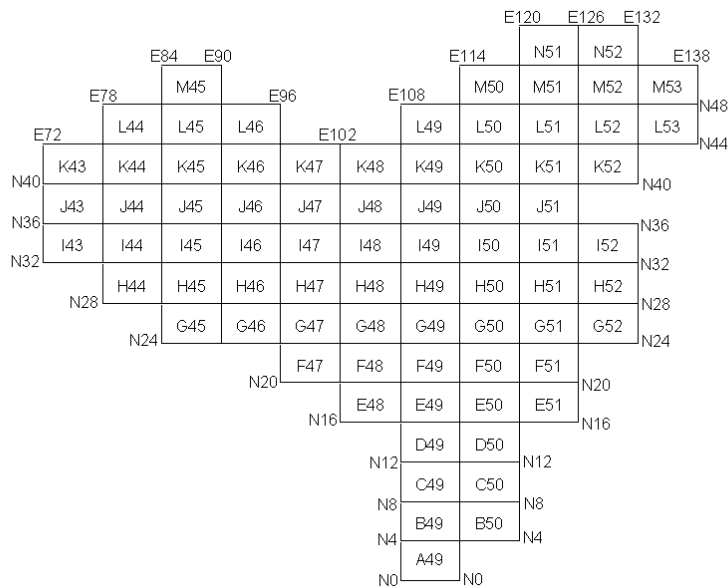 E120 E126 E132
E114 N51 N52 E138
E84 E90
M45 M50 M51 M52 M53
E78 E96 E108 N48
L44 L45 L46 L49 L50 L51 L52 L53
E72 E102 N44
K43 K44 K45 K46 K47 K48 K49 K50 K51 K52
N40 N40
J43 J44 J45 J46 J47 J48 J49 J50 J51
N36 N36
I43 I44 I45 I46 I47 I48 I49 I50 I51 I52
N32 N32
H44 H45 H46 H47 H48 H49 H50 H51 H52
N28 N28
G45 G46 G47 G48 G49 G50 G51 G52
N24 N24
F47 F48 F49 F50 F51
N20 N20
E48 E49 E50 E51
N16 N16
D49 D50
N12 N12
C49 C50
N8 N8
B49 B50
N4 N4
A49
N0 N0